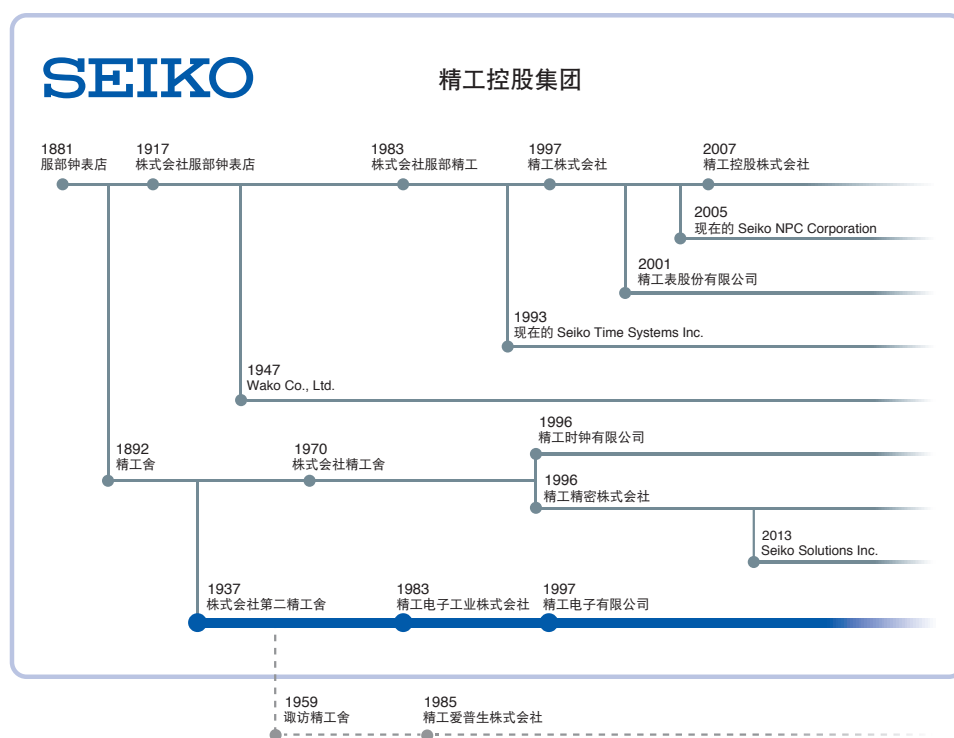 SEIKO
精工控股集团
1881
服部钟表店
1917
株式会社服部钟表店
1983
株式会社服部精工
1997
精工株式会社
2007
精工控股株式会社
2005
现在的 Seiko NPC Corporation
2001
精工表股份有限公司
1993
现在的 Seiko Time Systems Inc.
1947
Wako Co., Ltd.
1892
精工舍
1970
株式会社精工舍
1996
精工时钟有限公司
1996
精工精密株式会社
2013
Seiko Solutions Inc.
1937
株式会社第二精工舍
1983
精工电子工业株式会社
1997
精工电子有限公司
1959
诹访精工舍
1985
精工爱普生株式会社